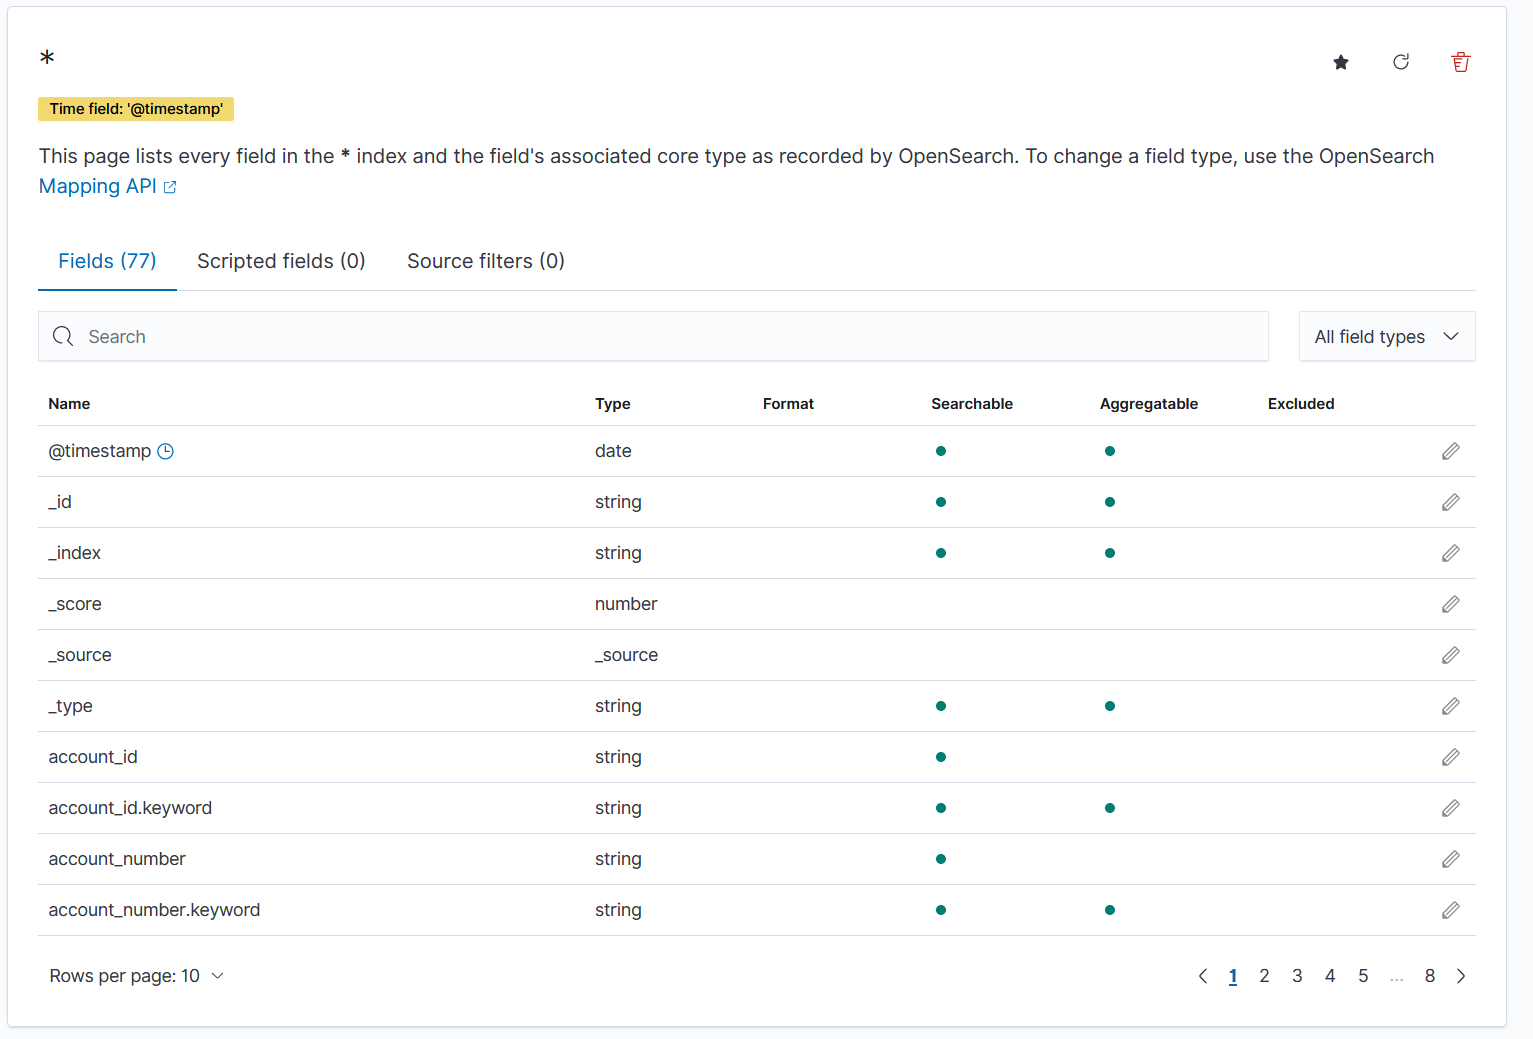 *
Time field: '@timestamp'
This page lists every field in the * index and the field's associated core type as recorded by OpenSearch. To change a field type, use the OpenSearch
Mapping API
Fields (77) Scripted fields (0) Source filters (0)
Search All field types
Name Type Format Searchable Aggregatable Excluded
@timestamp date
_id string
_index string
_score number
_source _source
_type string
account_id string
account_id.keyword string
account_number string
account_number.keyword string
Rows per page: 10 1 2 3 4 5 ... 8